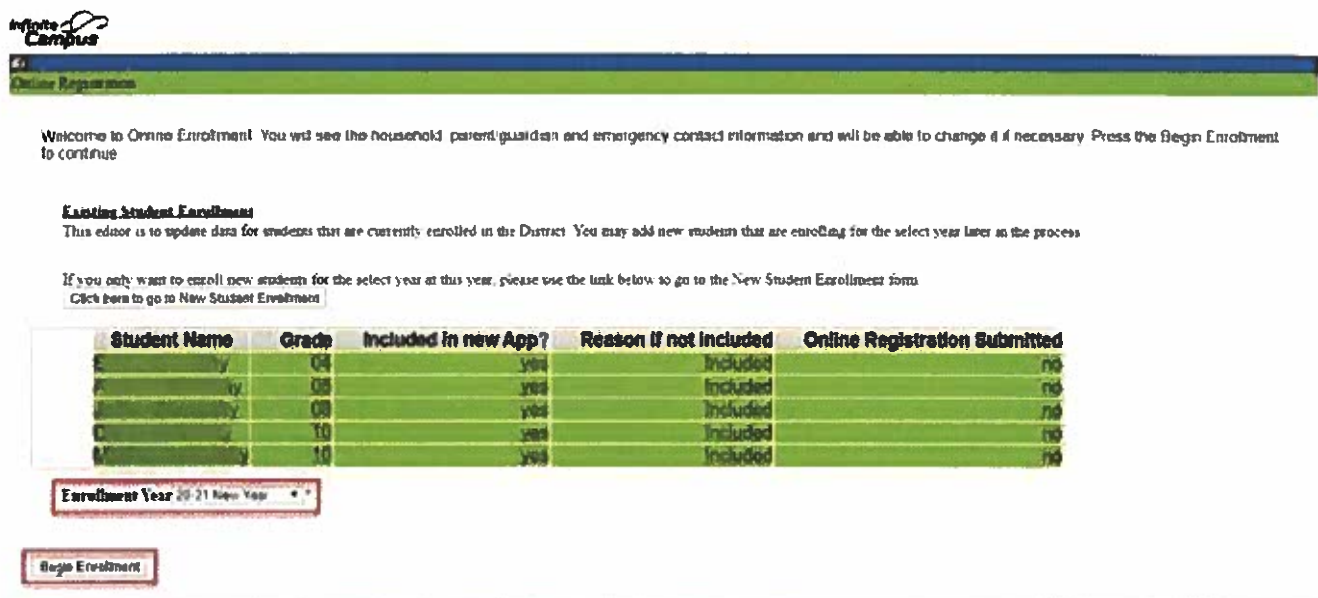 Infinite
Campus
Online Registration
Welcome to Online Enrollment. You will see the household, parent/guardian and emergency contact information and will be able to change it if necessary. Press the Begin Enrollment
to continue
Existing Student Enrollment
This editor is to update data for students that are currently enrolled in the District. You may add new students that are enrolling for the select year later in the process
If you only want to enroll new students for the select year at this year, please use the link below to go to the New Student Enrollment form.
Click here to go to New Student Enrollment
Student Name Grade Included in new App? Reason if not included Online Registration Submitted
E y 04 yes Included no
y yes Included no
y yes Included no
y 10 yes Included no
M y 10 yes Included no
Enrollment Year 20-21 New Year *
Begin Enrollment